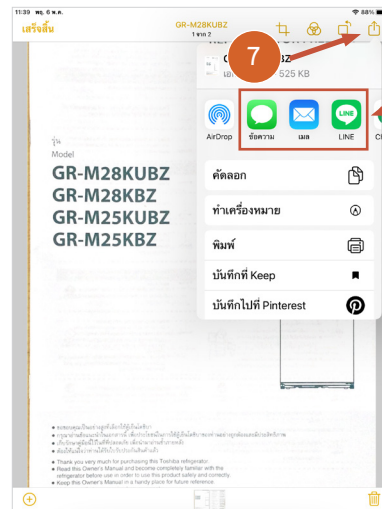 11:39 พฤ. 6 พ.ค.
88%
เสร็จสิ้น
GR-M28KUBZ
1 จาก 2
7
525 KB
AirDrop
ข้อความ
เมล
LINE
คัดลอก
ทำเครื่องหมาย
พิมพ์
บันทึกที่ Keep
บันทึกไปที่ Pinterest
รุ่น
Model
GR-M28KUBZ
GR-M28KBZ
GR-M25KUBZ
GR-M25KBZ
Thank you very much for purchasing this Toshiba refrigerator.
Read this Owner's Manual and become completely familiar with the
refrigerator before use in order to use this product safely and correctly.
Keep this Owner's Manual in a handy place for future reference.